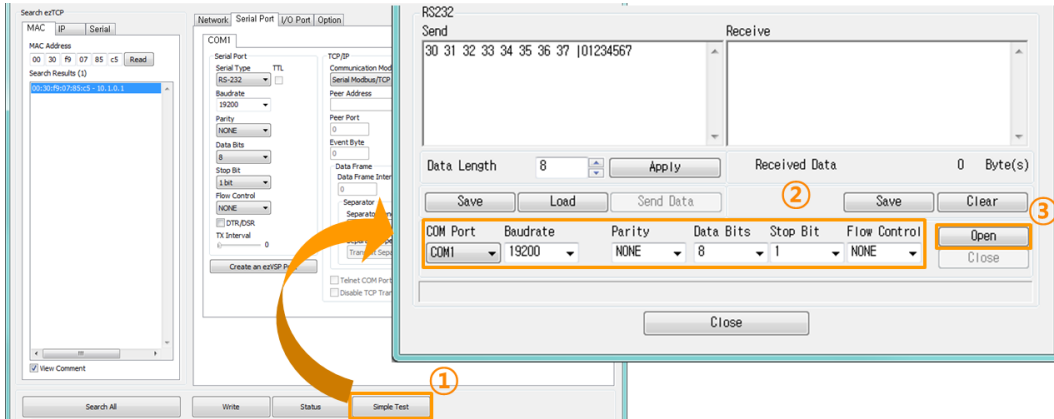 Search ezTCP
MAC IP Serial
MAC Address
00 30 f9 07 85 c5 Read
Search Results (1)
00:30:f9:07:85:c5 - 10.1.0.1
View Comment
Search All
Network Serial Port I/O Port Option
COM1
Serial Port
Serial Type TTL
RS-232
Baudrate
19200
Parity
NONE
Data Bits
8
Stop Bit
1 bit
Flow Control
NONE
DTR/DSR
TX Interval
0
Create an ezVSP
TCP/IP
Communication Mod
Serial Modbus/TCP
Peer Address
Peer Port
0
Event Byte
0
Data Frame
Data Frame Inter
0
Separator
Telnet COM Port
Disable TCP Tran
Write Status Simple Test
①
RS232
Send Receive
30 31 32 33 34 35 36 37 |01234567
Data Length 8 Apply Received Data 0 Byte(s)
Save Load Send Data ② Save Clear
③
COM Port Baudrate Parity Data Bits Stop Bit Flow Control Open
COM1 19200 NONE 8 1 NONE Close
Close